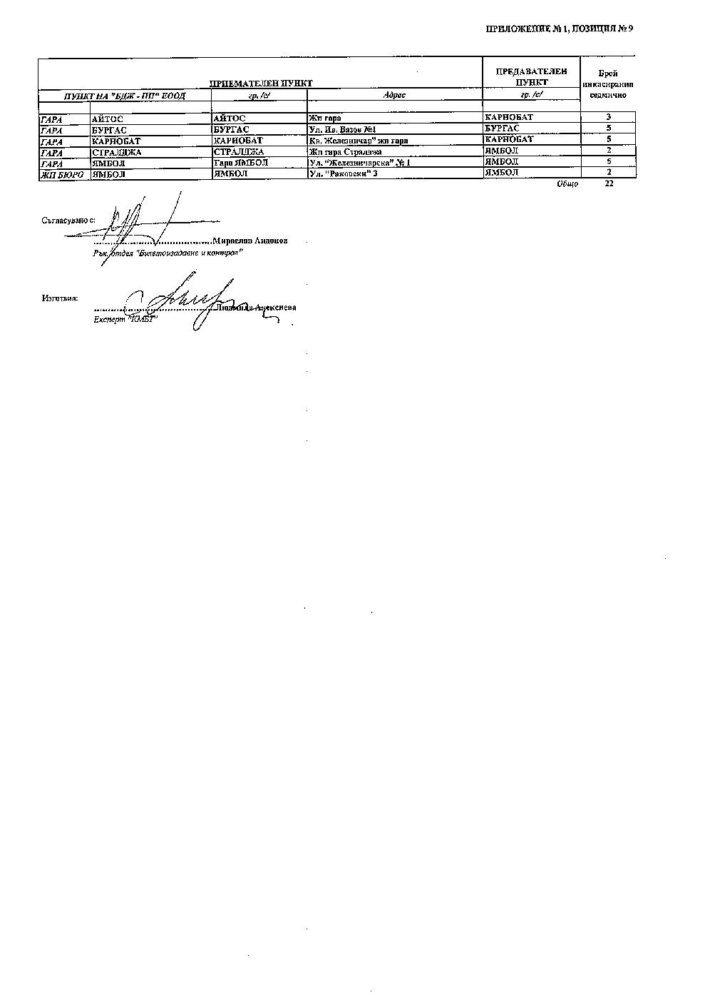 ПРИЛОЖЕНИЕ № 1, ПОЗИЦИЯ № 9
ПРИЕМАТЕЛЕН ПУНКТ ПРЕДАВАТЕЛЕН ПУНКТ Брой инкасирания седмично
ПУНКТ НА "БДЖ - ПП" ЕООД гр. /с/ Адрес гр. /с/
ГАРА АЙТОС АЙТОС Жп гара КАРНОБАТ 3
ГАРА БУРГАС БУРГАС Ул. Ив. Вазов №1 БУРГАС 5
ГАРА КАРНОБАТ КАРНОБАТ Кв. Железничар" жп гара КАРНОБАТ 5
ГАРА СТРАЛДЖА СТРАЛДЖА Жп гара Стралджа ЯМБОЛ 2
ГАРА ЯМБОЛ Гара ЯМБОЛ Ул. "Железничарска" № 1 ЯМБОЛ 5
ЖП БЮРО ЯМБОЛ ЯМБОЛ Ул. "Раковски" 3 ЯМБОЛ 2
Общо 22
Съгласувано с:
Мирослав Андонов
Рък. отдел "Билетоиздаване и контрол"
Изготвил:
Людмила Алексиева
Експерт "КМБТ"